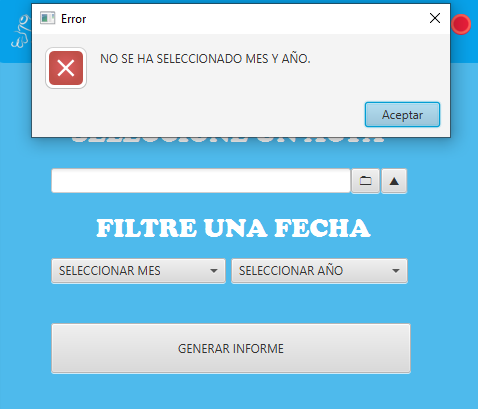 Error
NO SE HA SELECCIONADO MES Y AÑO.
Aceptar
FILTRE UNA FECHA
SELECCIONAR MES
SELECCIONAR AÑO
GENERAR INFORME